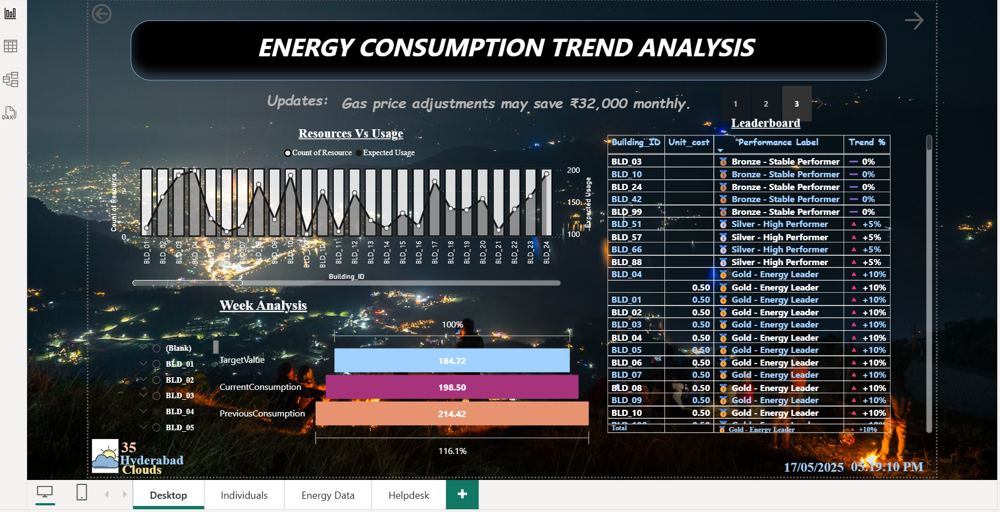 ENERGY CONSUMPTION TREND ANALYSIS
Updates: Gas price adjustments may save ₹32,000 monthly.
1 2 3
Resources Vs Usage
Count of Resource Expected Usage
Count of Resource
2
0
200
150
100
Expected Usage
BLD_01 BLD_02 BLD_03 BLD_04 BLD_05 BLD_06 BLD_07 BLD_08 BLD_09 BLD_10 BLD_100 BLD_101 BLD_11 BLD_12 BLD_13 BLD_14 BLD_15 BLD_16 BLD_17 BLD_18 BLD_19 BLD_20 BLD_21 BLD_22 BLD_23 BLD_24
Building_ID
Leaderboard
Building_ID Unit_cost Performance Label Trend %
BLD_03 Bronze - Stable Performer 0%
BLD_10 Bronze - Stable Performer 0%
BLD_24 Bronze - Stable Performer 0%
BLD_42 Bronze - Stable Performer 0%
BLD_99 Bronze - Stable Performer 0%
BLD_51 Silver - High Performer +5%
BLD_57 Silver - High Performer +5%
BLD_66 Silver - High Performer +5%
BLD_88 Silver - High Performer +5%
BLD_04 Gold - Energy Leader +10%
0.50 Gold - Energy Leader +10%
BLD_01 0.50 Gold - Energy Leader +10%
BLD_02 0.50 Gold - Energy Leader +10%
BLD_03 0.50 Gold - Energy Leader +10%
BLD_04 0.50 Gold - Energy Leader +10%
BLD_05 0.50 Gold - Energy Leader +10%
BLD_06 0.50 Gold - Energy Leader +10%
BLD_07 0.50 Gold - Energy Leader +10%
BLD_08 0.50 Gold - Energy Leader +10%
BLD_09 0.50 Gold - Energy Leader +10%
BLD_10 0.50 Gold - Energy Leader +10%
Total Gold - Energy Leader +10%
Week Analysis
(Blank)
BLD_01
BLD_02
BLD_03
BLD_04
BLD_05
100%
TargetValue 184.72
CurrentConsumption 198.50
PreviousConsumption 214.42
116.1%
35
Hyderabad
Clouds
17/05/2025 05:19:10 PM
DAX
Desktop Individuals Energy Data Helpdesk +